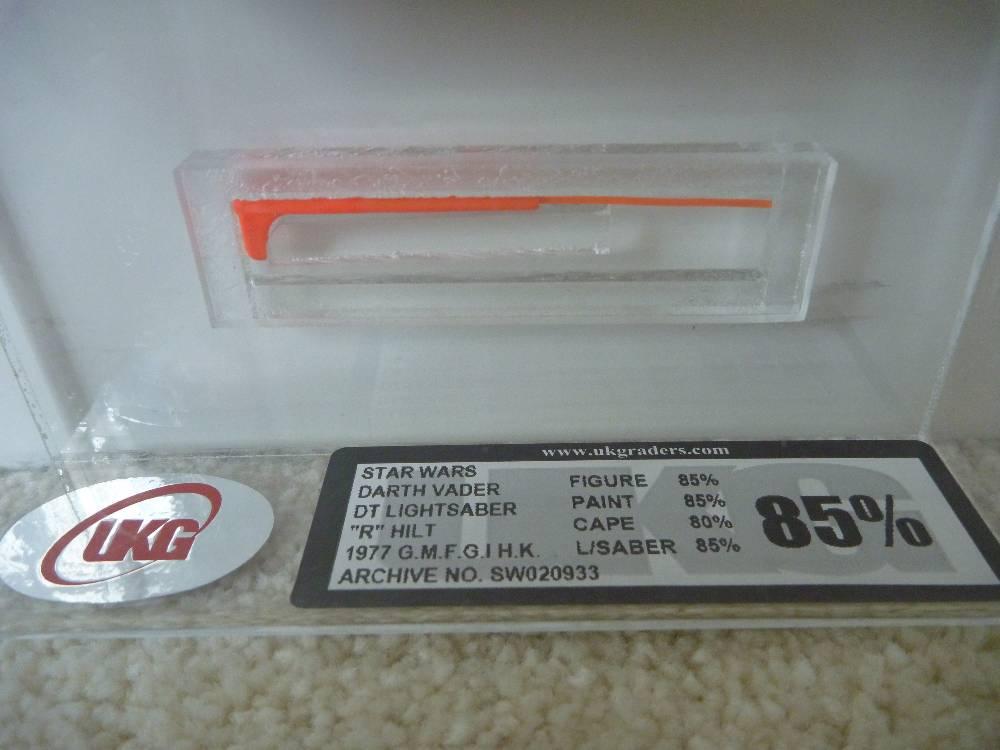 www.ukgraders.com
STAR WARS
DARTH VADER
DT LIGHTSABER
"R" HILT
1977 G.M.F.G.I H.K.
ARCHIVE NO. SW020933
FIGURE 85%
PAINT 85%
CAPE 80%
L/SABER 85%
85%
UKG
UKG